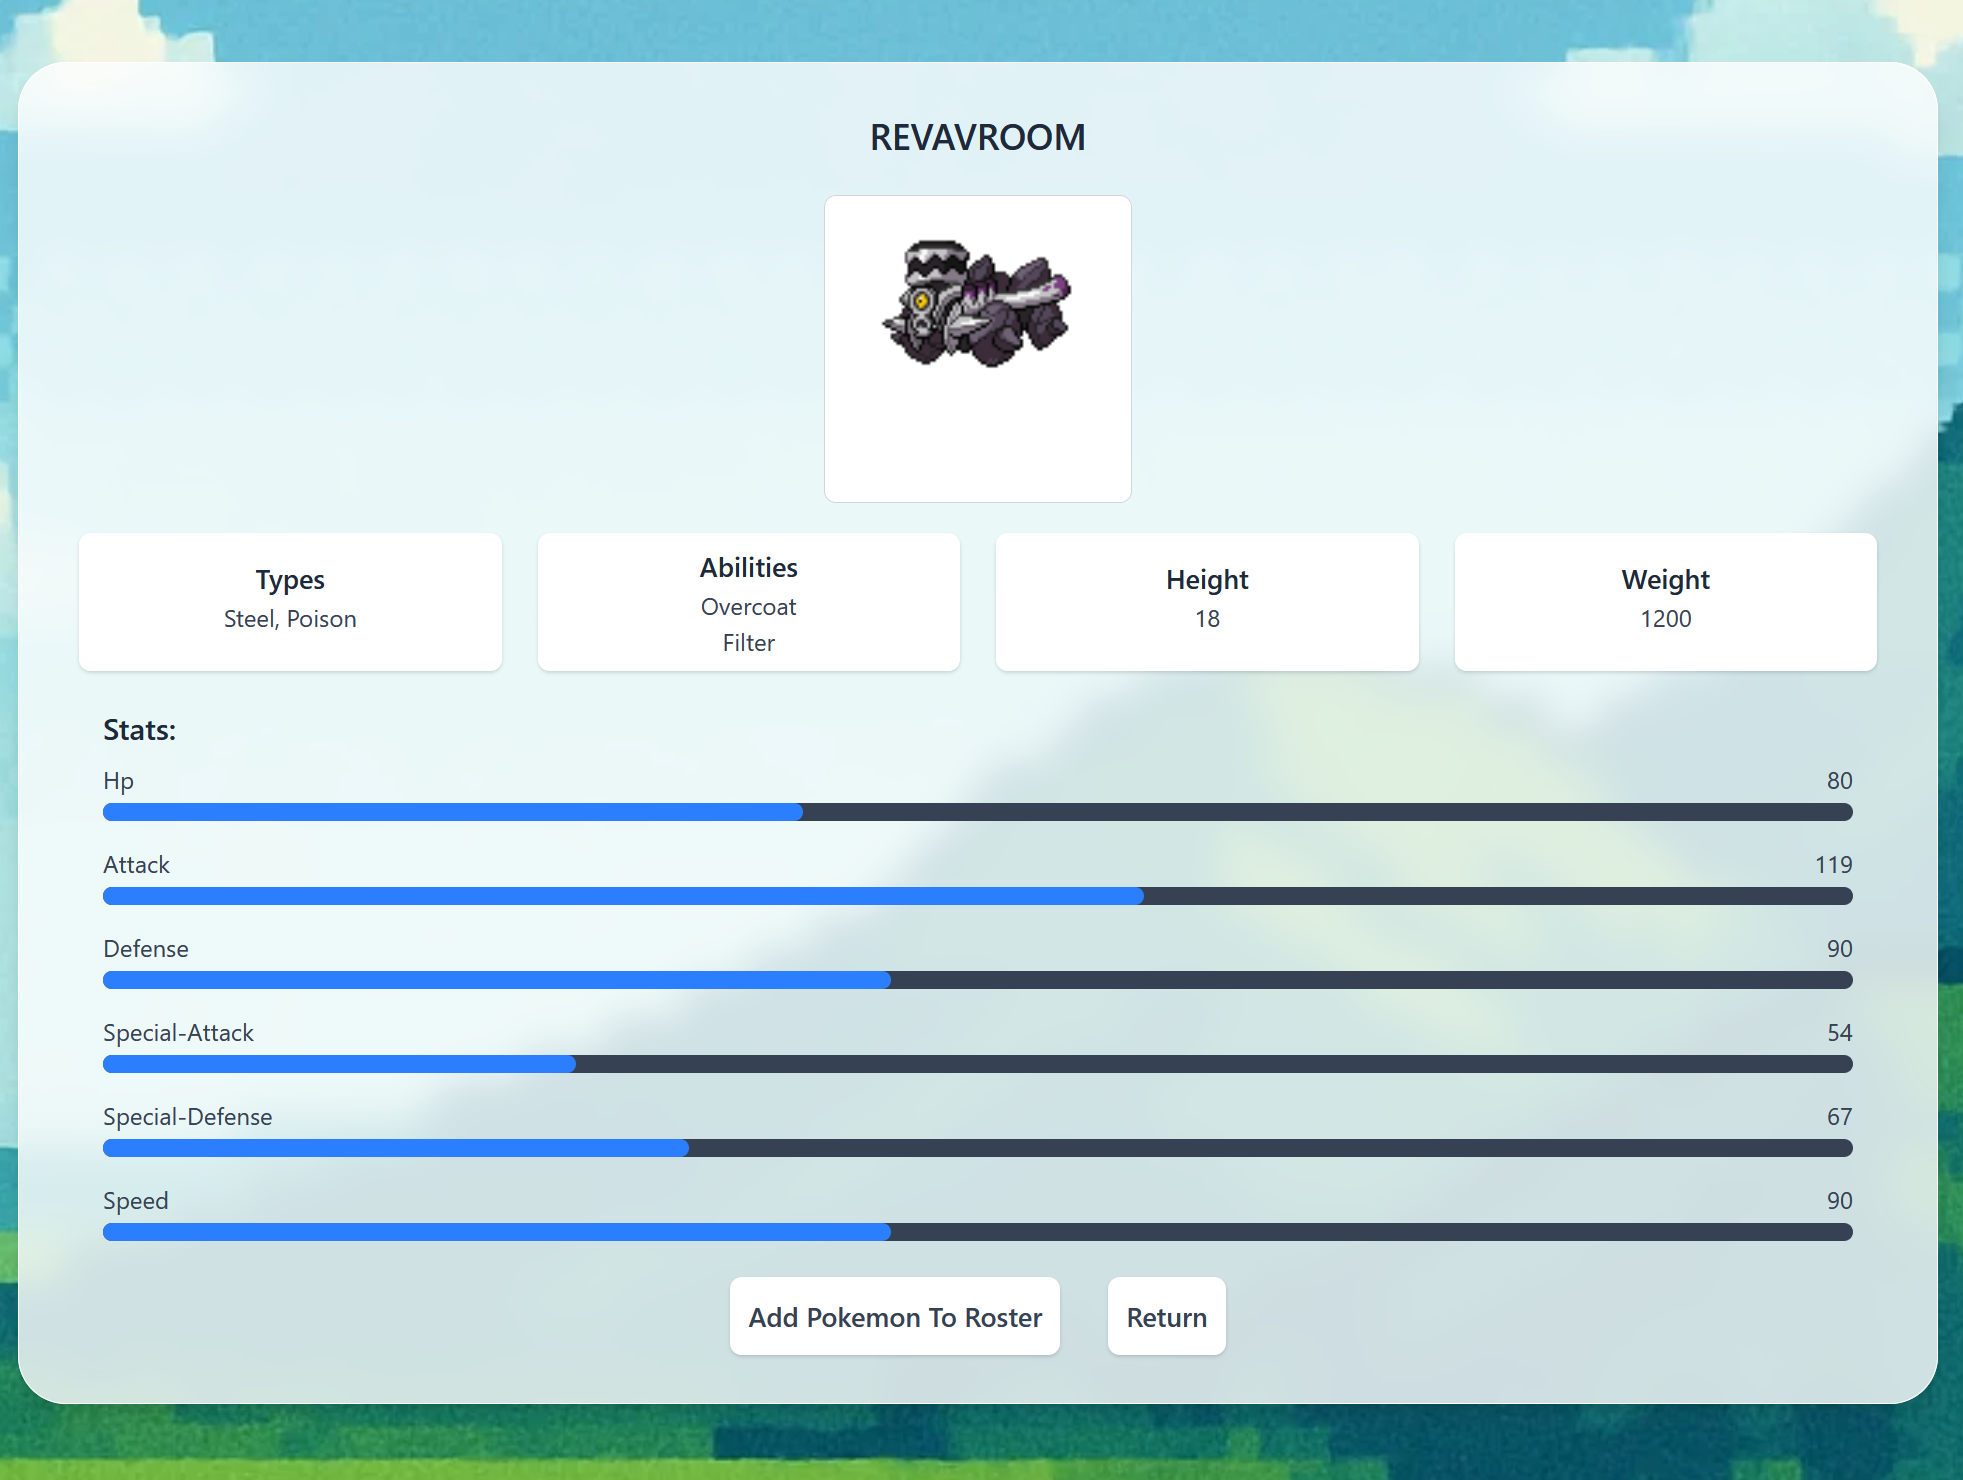 REVAVROOM
Types
Steel, Poison
Abilities
Overcoat
Filter
Height
18
Weight
1200
Stats:
Hp 80
Attack 119
Defense 90
Special-Attack 54
Special-Defense 67
Speed 90
Add Pokemon To Roster Return